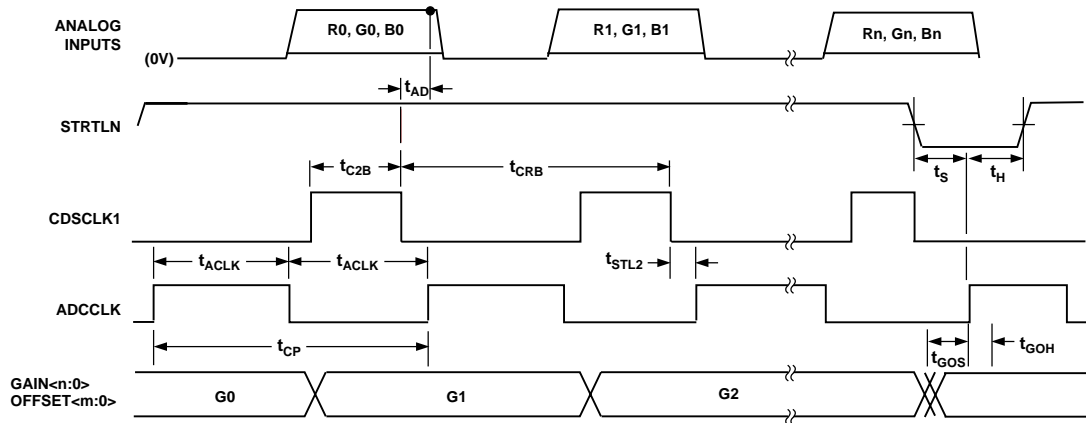 ANALOG
INPUTS
(0V)
R0, G0, B0
R1, G1, B1
Rn, Gn, Bn
tAD
STRTLN
tC2B
tCRB
tS
tH
CDSCLK1
tACLK
tACLK
tSTL2
ADCCLK
tCP
tGOS
tGOH
GAIN<n:0>
OFFSET<m:0>
G0
G1
G2